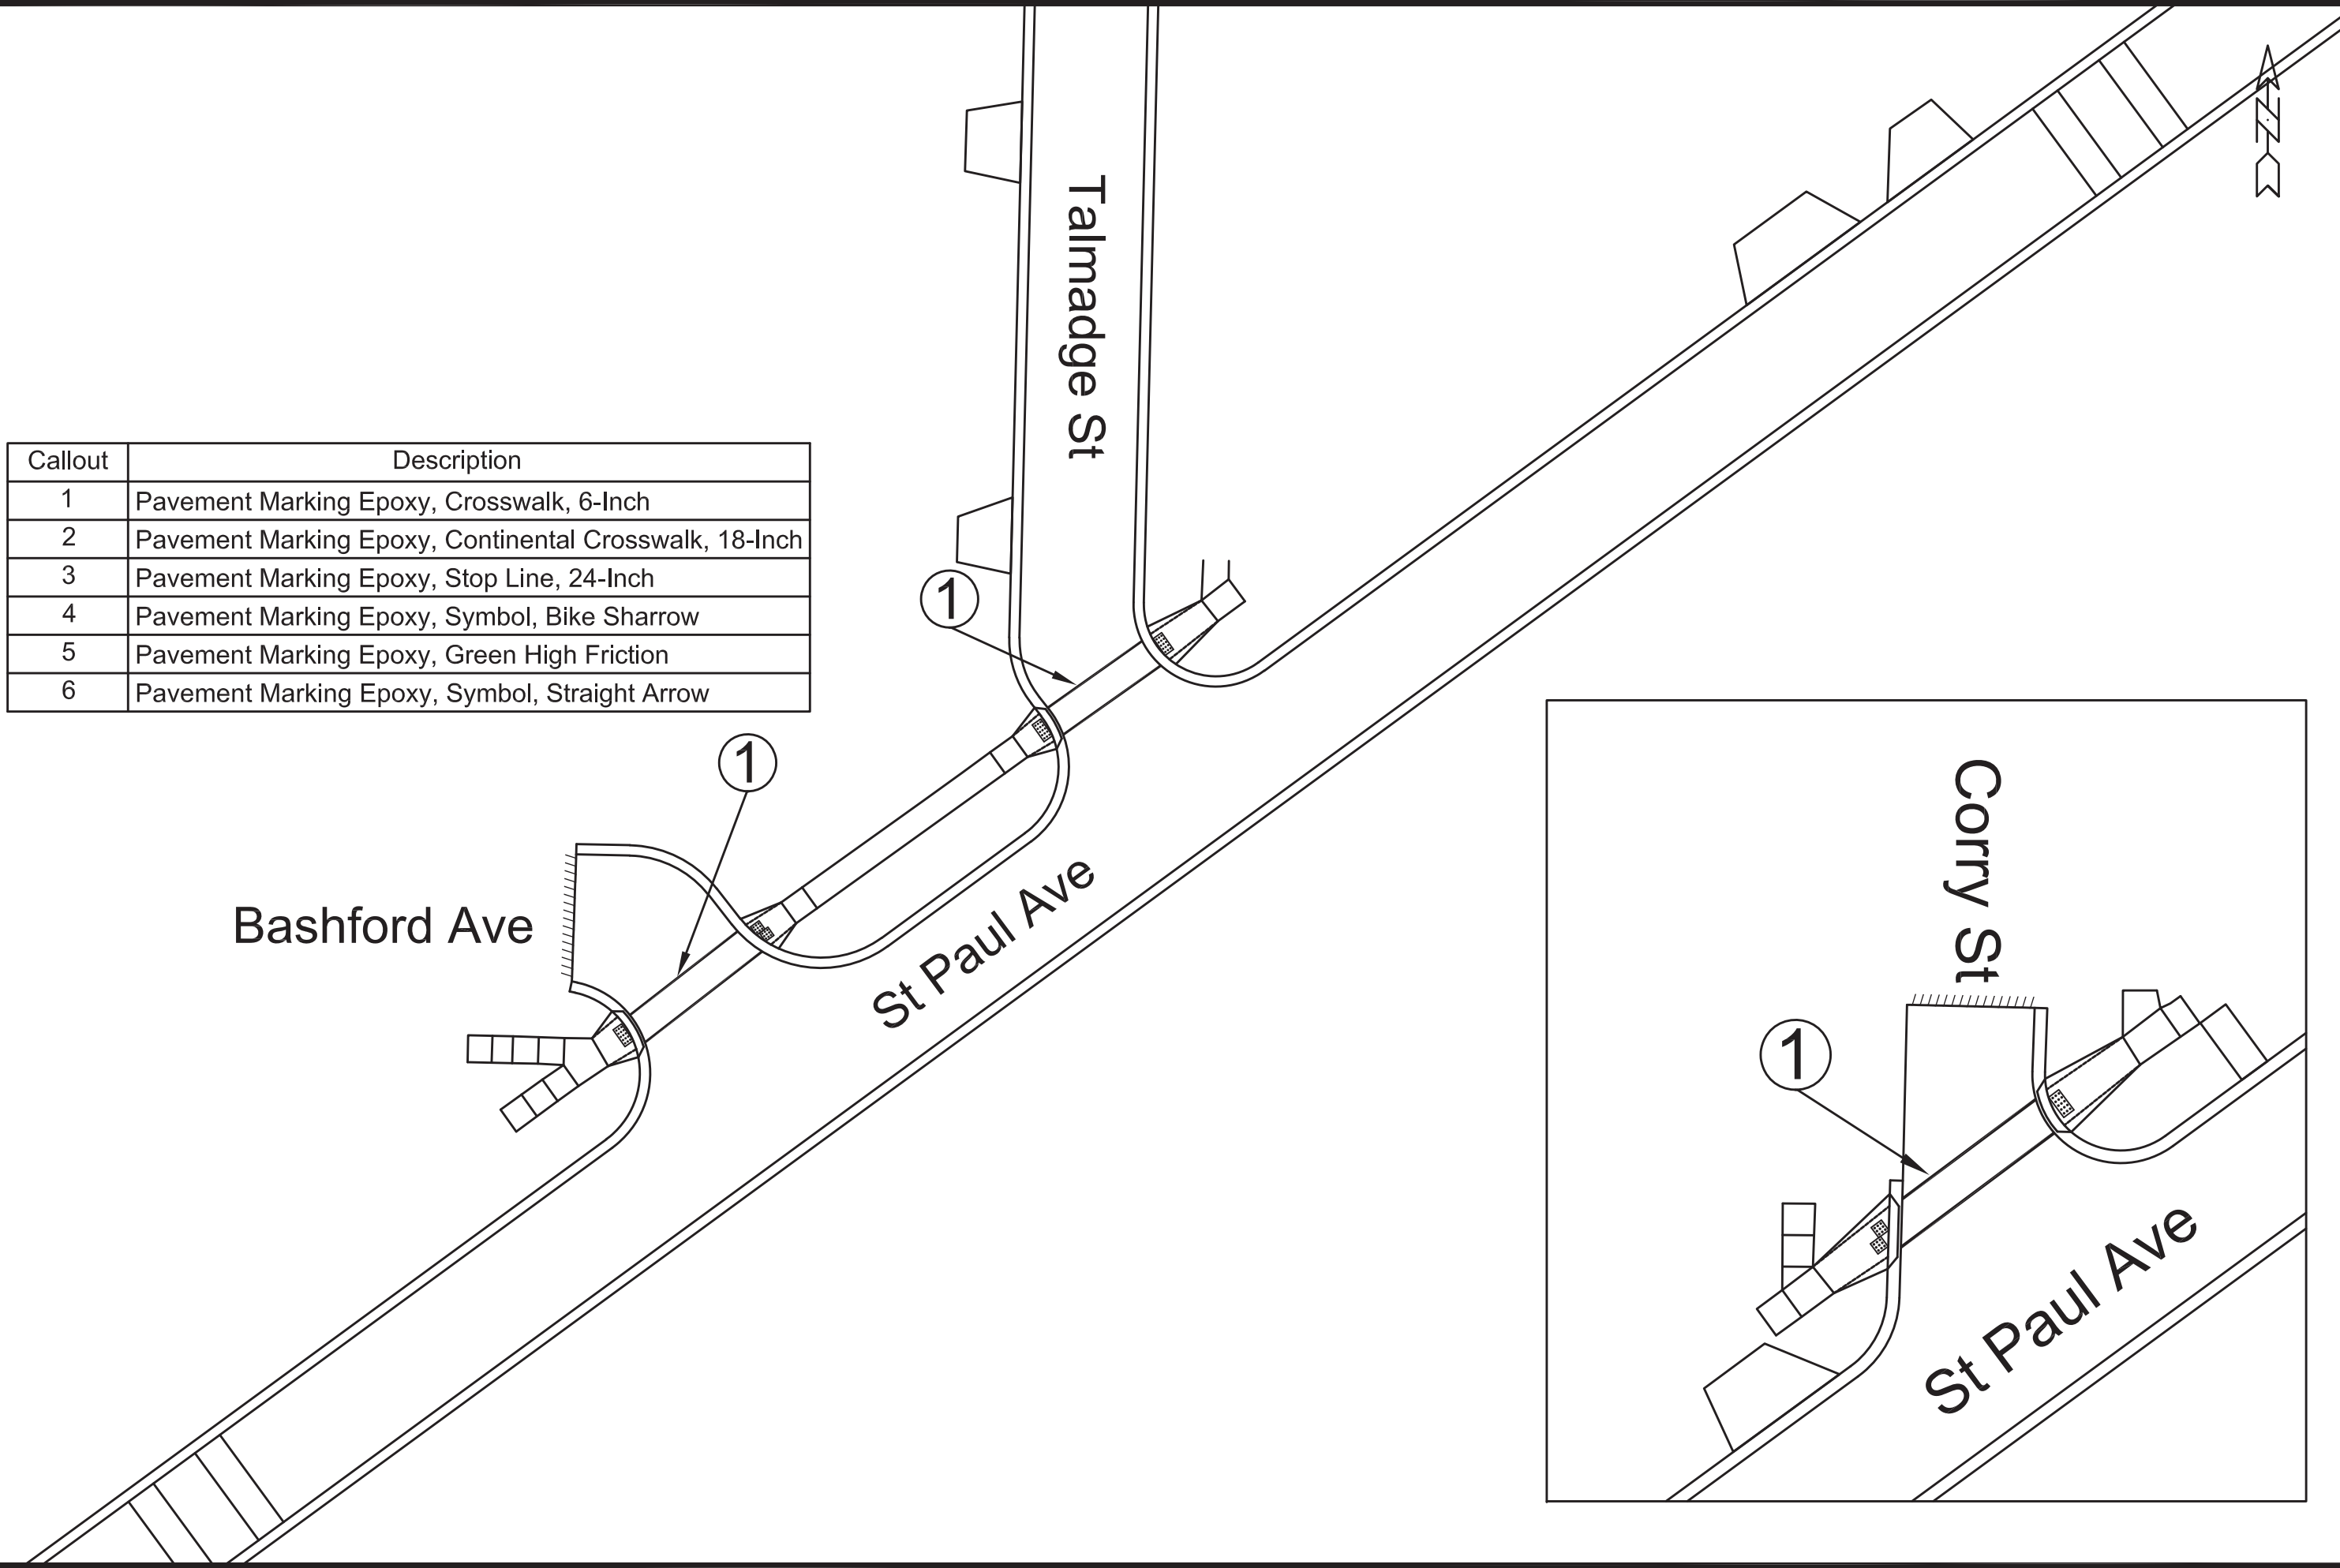 Talmadge St
Callout Description
1 Pavement Marking Epoxy, Crosswalk, 6-Inch
2 Pavement Marking Epoxy, Continental Crosswalk, 18-Inch
3 Pavement Marking Epoxy, Stop Line, 24-Inch
4 Pavement Marking Epoxy, Symbol, Bike Sharrow
5 Pavement Marking Epoxy, Green High Friction
6 Pavement Marking Epoxy, Symbol, Straight Arrow
1
1
Bashford Ave
St Paul Ave
Corry St
1
St Paul Ave
N